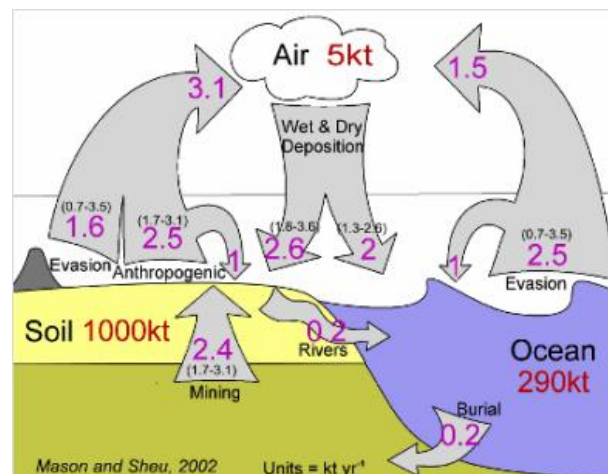 Air 5kt
3.1
1.5
Wet & Dry
Deposition
(0.7-3.5)
1.6
Evasion
(1.7-3.1)
2.5
Anthropogenic
1
(1.6-3.6)
2.6
(1.3-2.6)
2
1
(0.7-3.5)
2.5
Evasion
Soil 1000kt
0.2
Rivers
2.4
(1.7-3.1)
Mining
Ocean
290kt
Burial
0.2
Mason and Sheu, 2002
Units = kt yr⁻¹